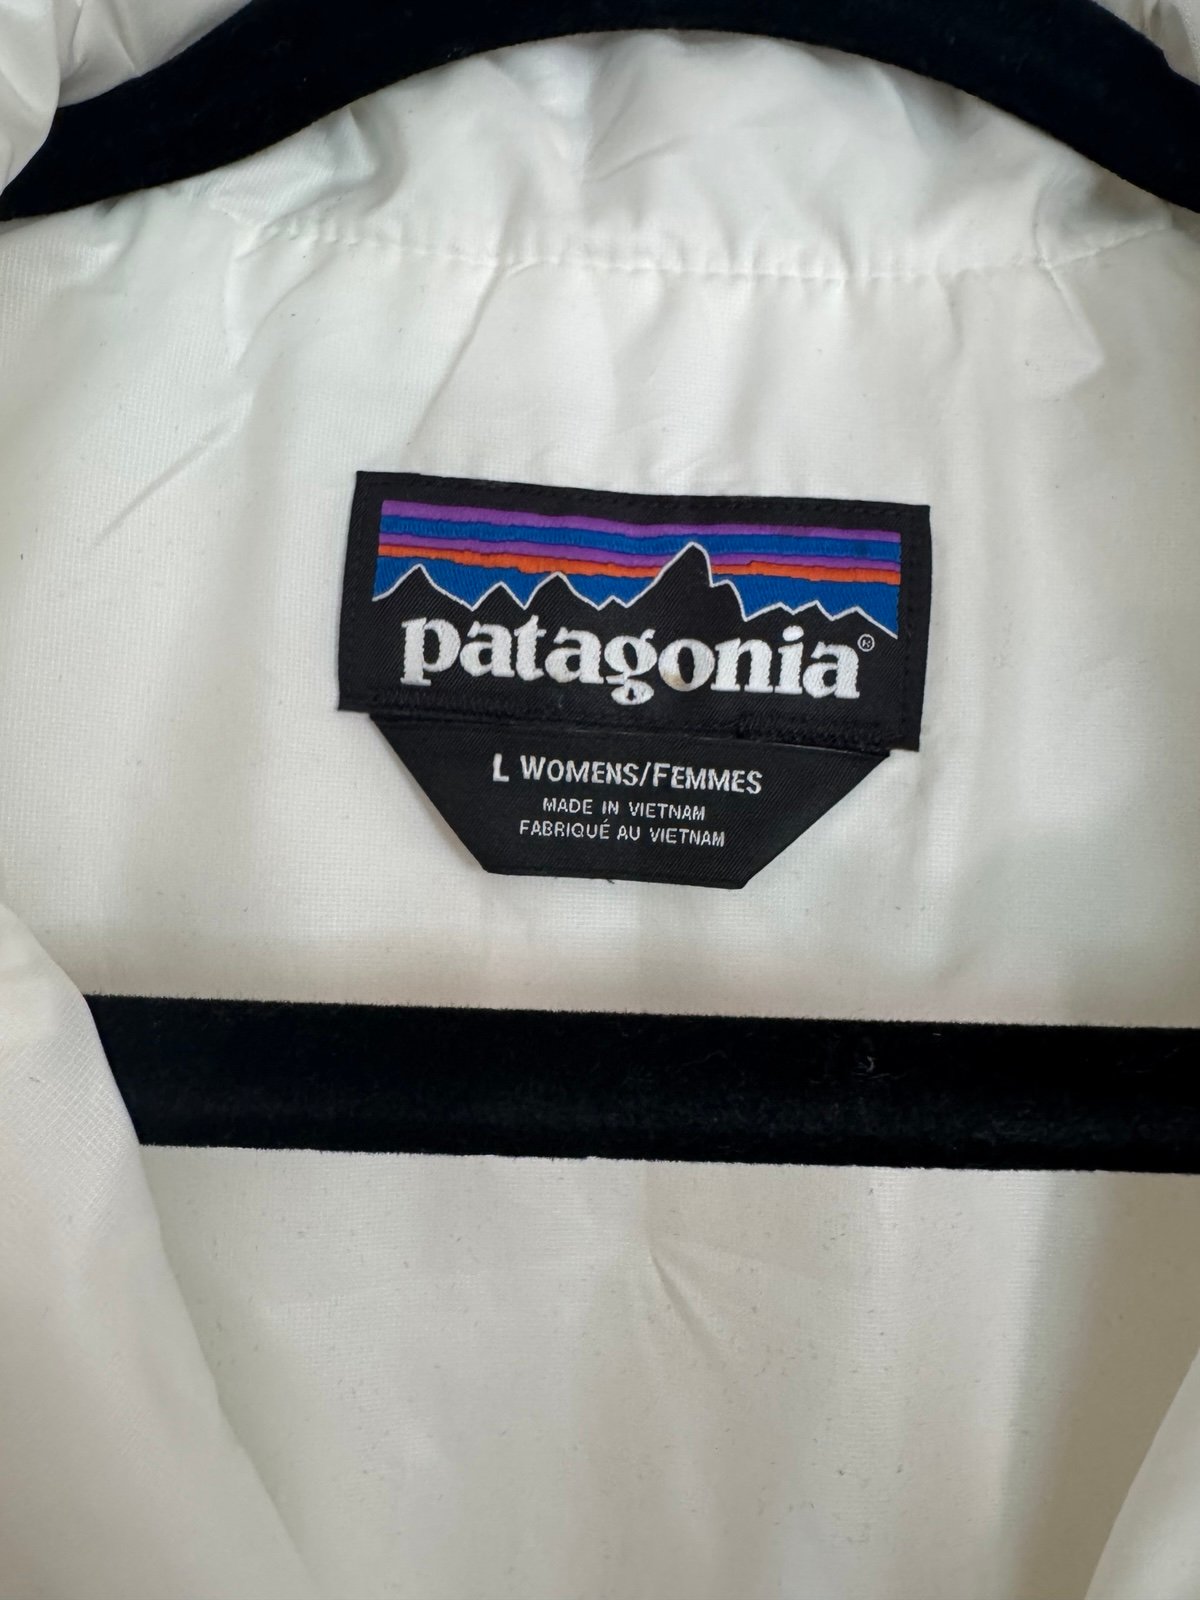 patagonia®
L WOMENS/FEMMES
MADE IN VIETNAM
FABRIQUÉ AU VIETNAM